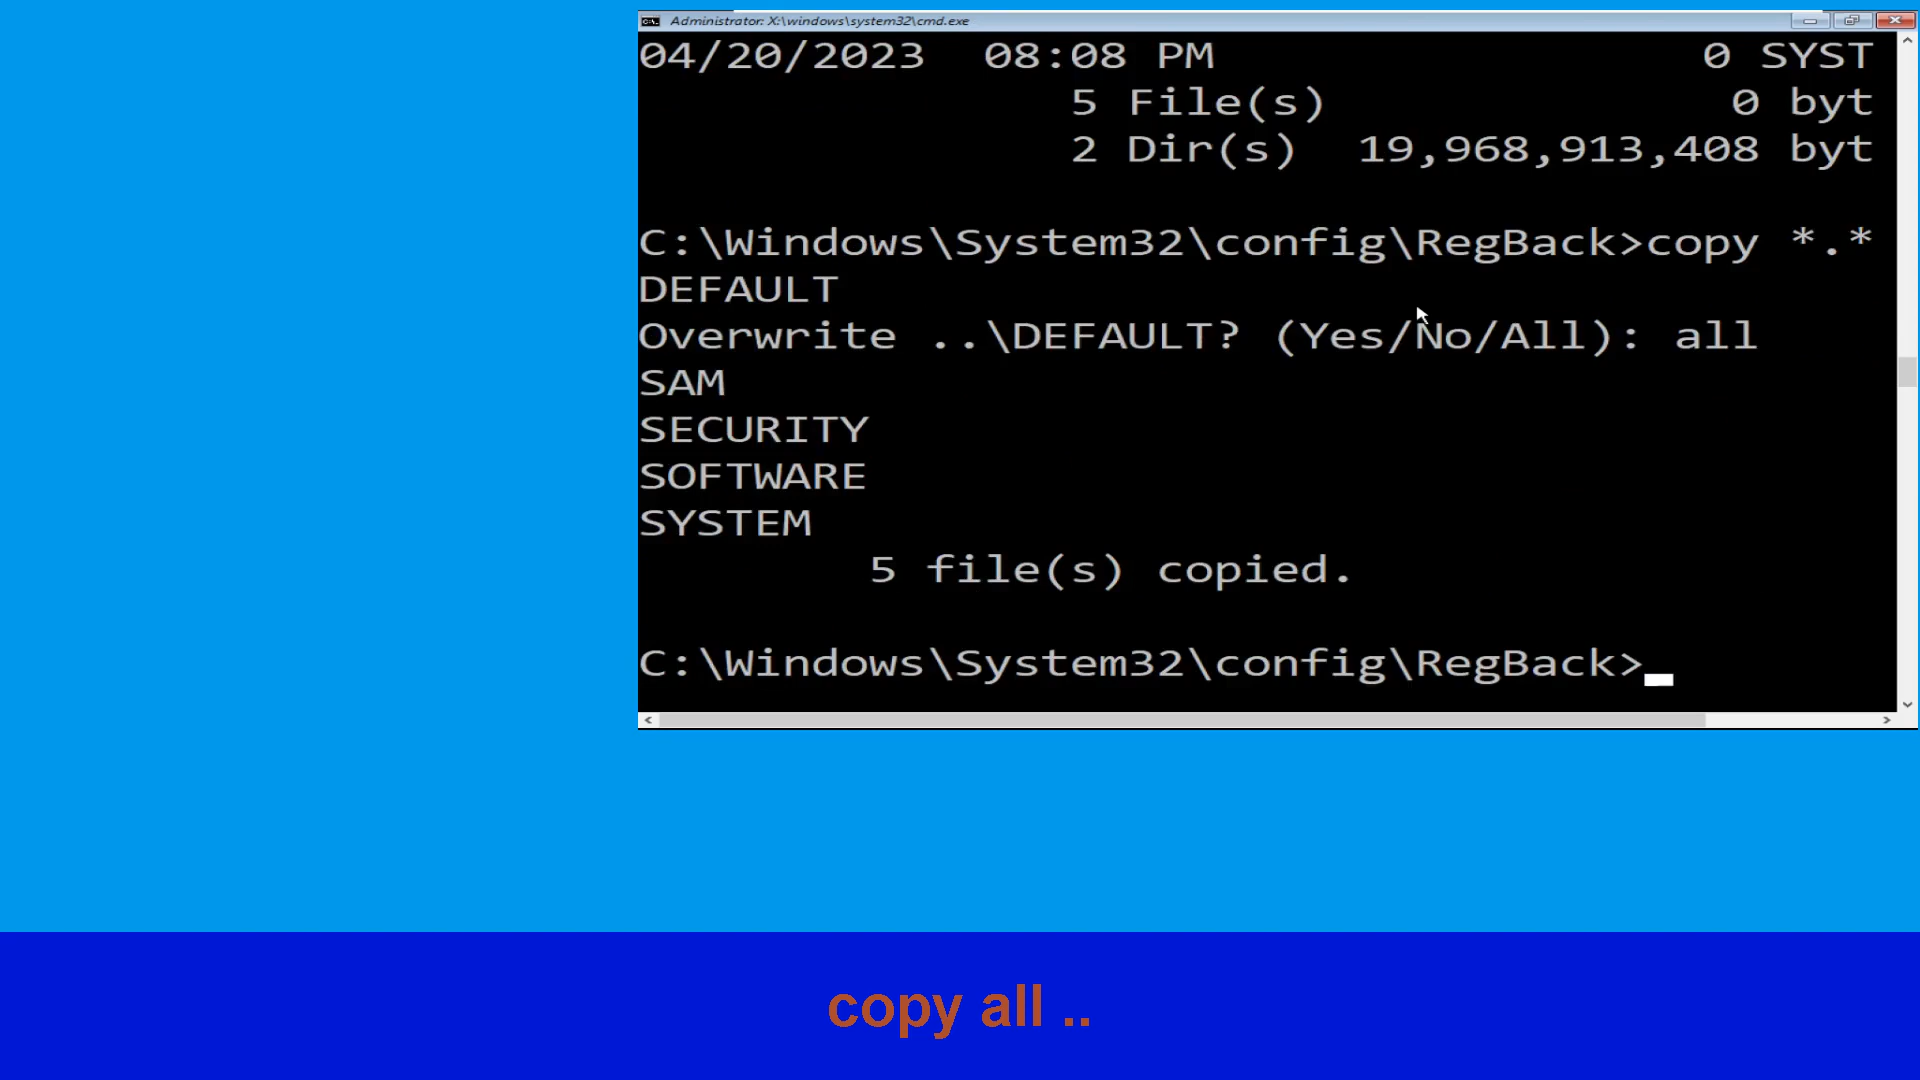 Administrator: X:\windows\system32\cmd.exe
04/20/2023  08:08 PM                 0 SYST
               5 File(s)              0 byt
               2 Dir(s)  19,968,913,408 byt
C:\Windows\System32\config\RegBack>copy *.*
DEFAULT
Overwrite ..\DEFAULT? (Yes/No/All): all
SAM
SECURITY
SOFTWARE
SYSTEM
        5 file(s) copied.
C:\Windows\System32\config\RegBack>
copy all ..